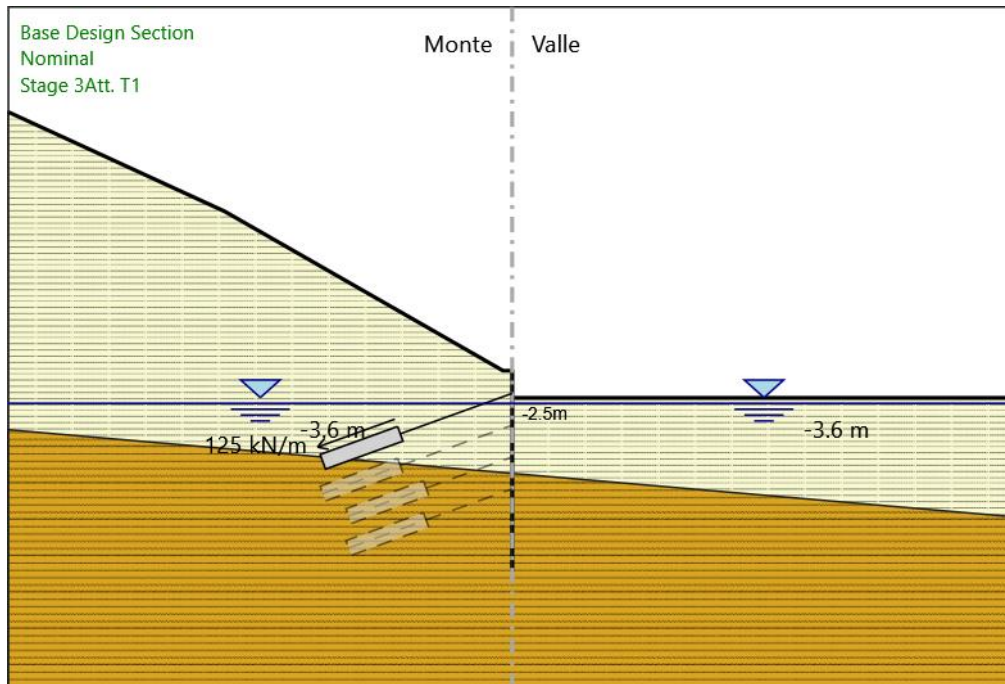 Base Design Section
Nominal
Stage 3Att. T1
Monte
Valle
-2.5m
-3.6 m
-3.6 m
125 kN/m